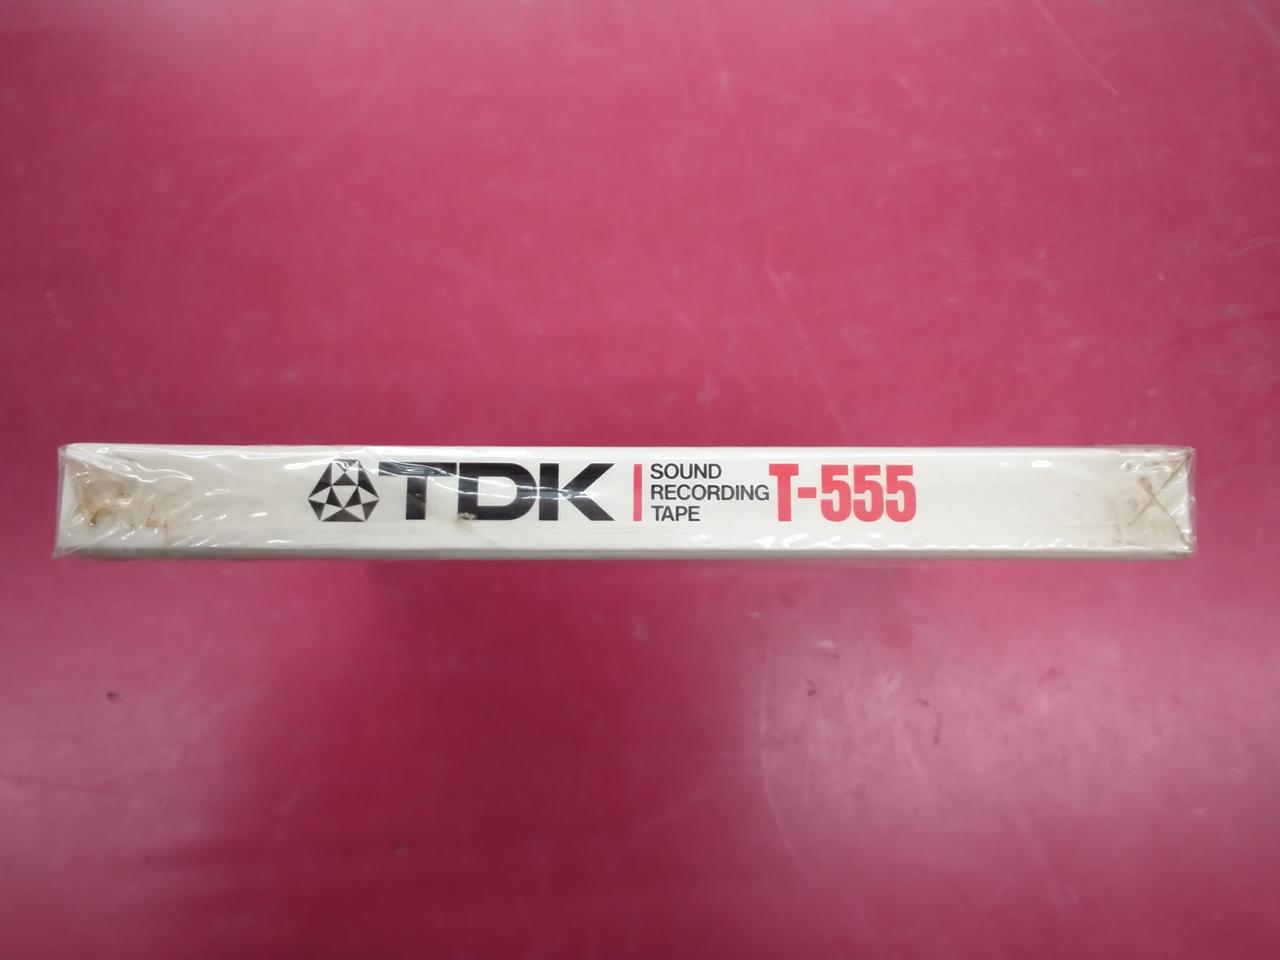 TDK
SOUND
RECORDING
TAPE
T-555